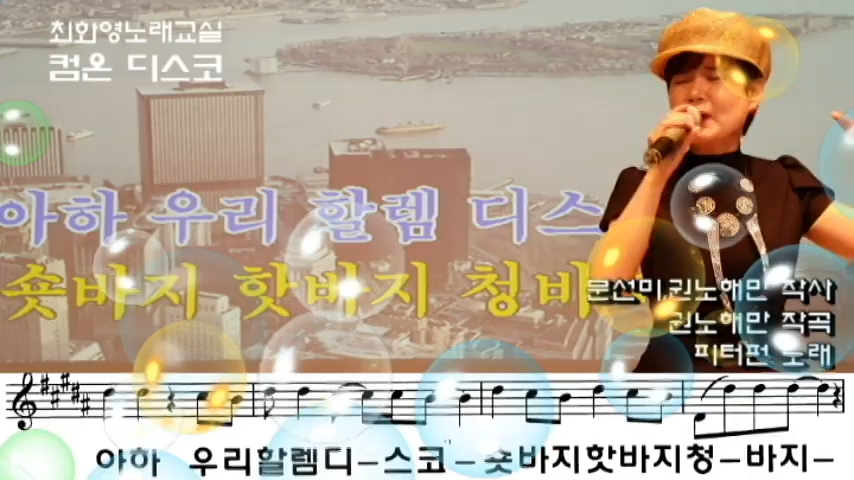 최화영노래교실
컴온 디스코
아하 우리 할렘 디스
숏바지 핫바지 청바
문선미,권노해만 작사
권노해만 작곡
피터펀 노래
아하 우리할렘디-스코-숏바지핫바지청-바지-